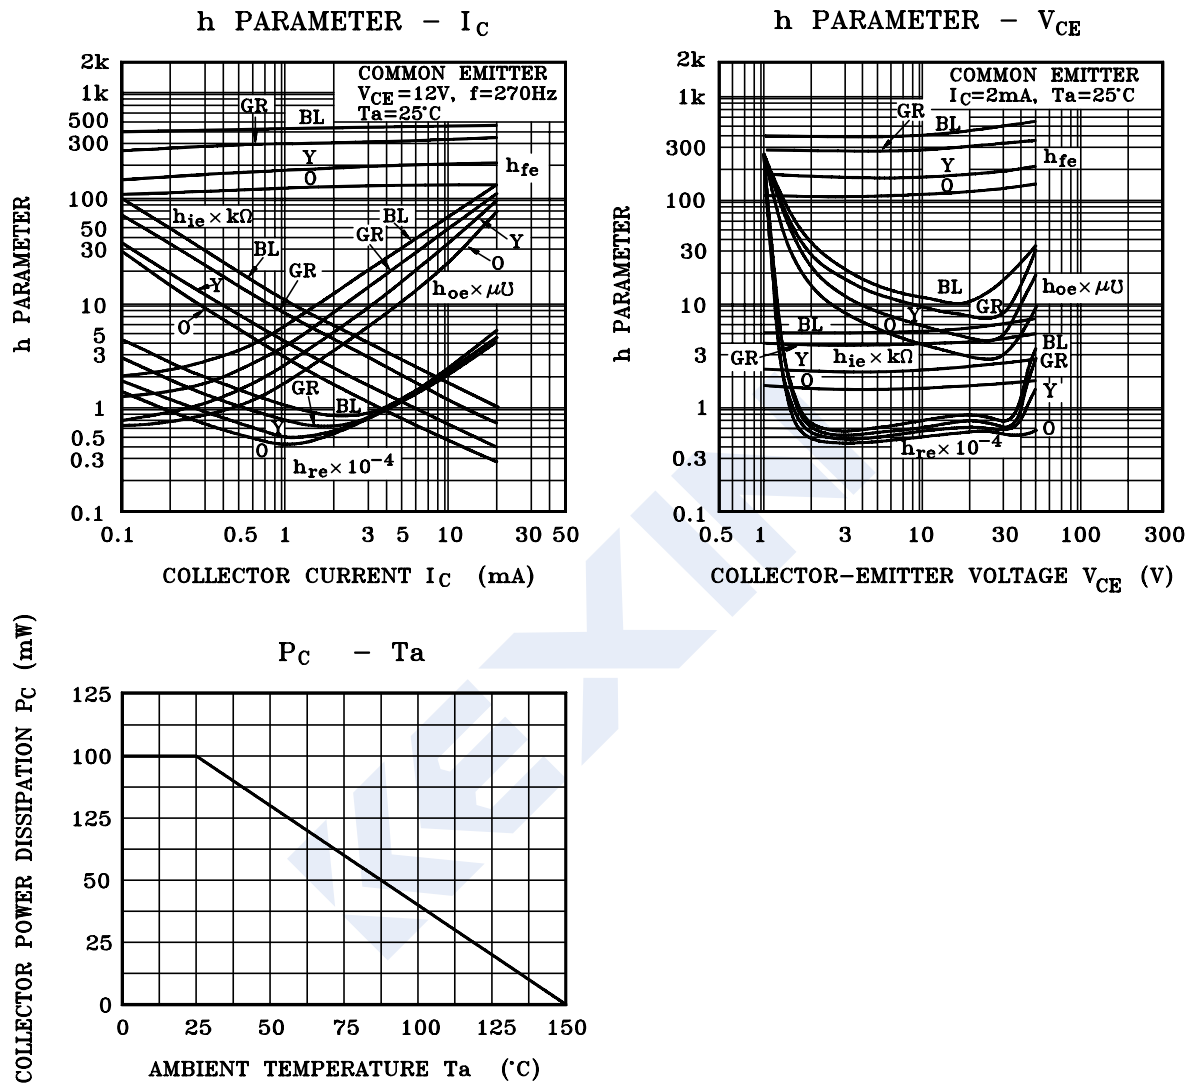 h PARAMETER – IC
2k
1k
500
300
100
50
30
10
5
3
1
0.5
0.3
0.1
h PARAMETER
COMMON EMITTER
VCE=12V, f=270Hz
Ta=25°C
GR
BL
Y
O
hfe
hie×kΩ
BL
GR
BL
GR
Y
O
Y
O
hoe×μ℧
GR
BL
Y
O
hre×10−4
0.1 0.5 1 3 5 10 30 50
COLLECTOR CURRENT IC (mA)
h PARAMETER – VCE
2k
1k
300
100
30
10
3
1
0.3
0.1
h PARAMETER
COMMON EMITTER
IC=2mA, Ta=25°C
GR
BL
hfe
Y
O
BL
hoe×μ℧
GR
Y
O
BL
BL
GR
Y
hie×kΩ
GR
O
Y
O
hre×10−4
0.5 1 3 10 30 100 300
COLLECTOR–EMITTER VOLTAGE VCE (V)
PC – Ta
125
100
125
50
25
0
COLLECTOR POWER DISSIPATION PC (mW)
0 25 50 75 100 125 150
AMBIENT TEMPERATURE Ta (°C)
KEXIN